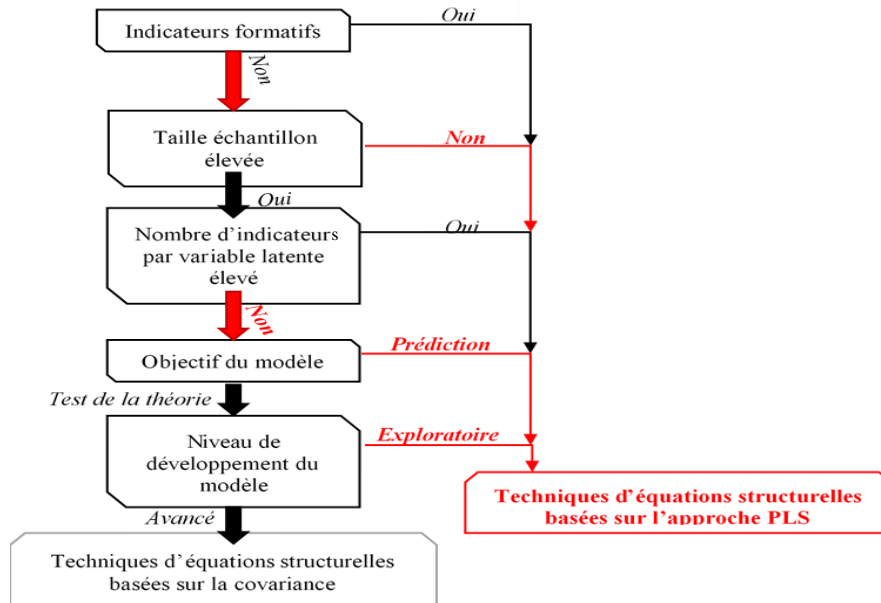 Indicateurs formatifs
Oui
Non
Taille échantillon
élevée
Non
Oui
Nombre d'indicateurs
par variable latente
élevé
Oui
Non
Objectif du modèle
Prédiction
Test de la théorie
Niveau de
développement du
modèle
Exploratoire
Techniques d'équations structurelles
basées sur l'approche PLS
Avancé
Techniques d'équations structurelles
basées sur la covariance